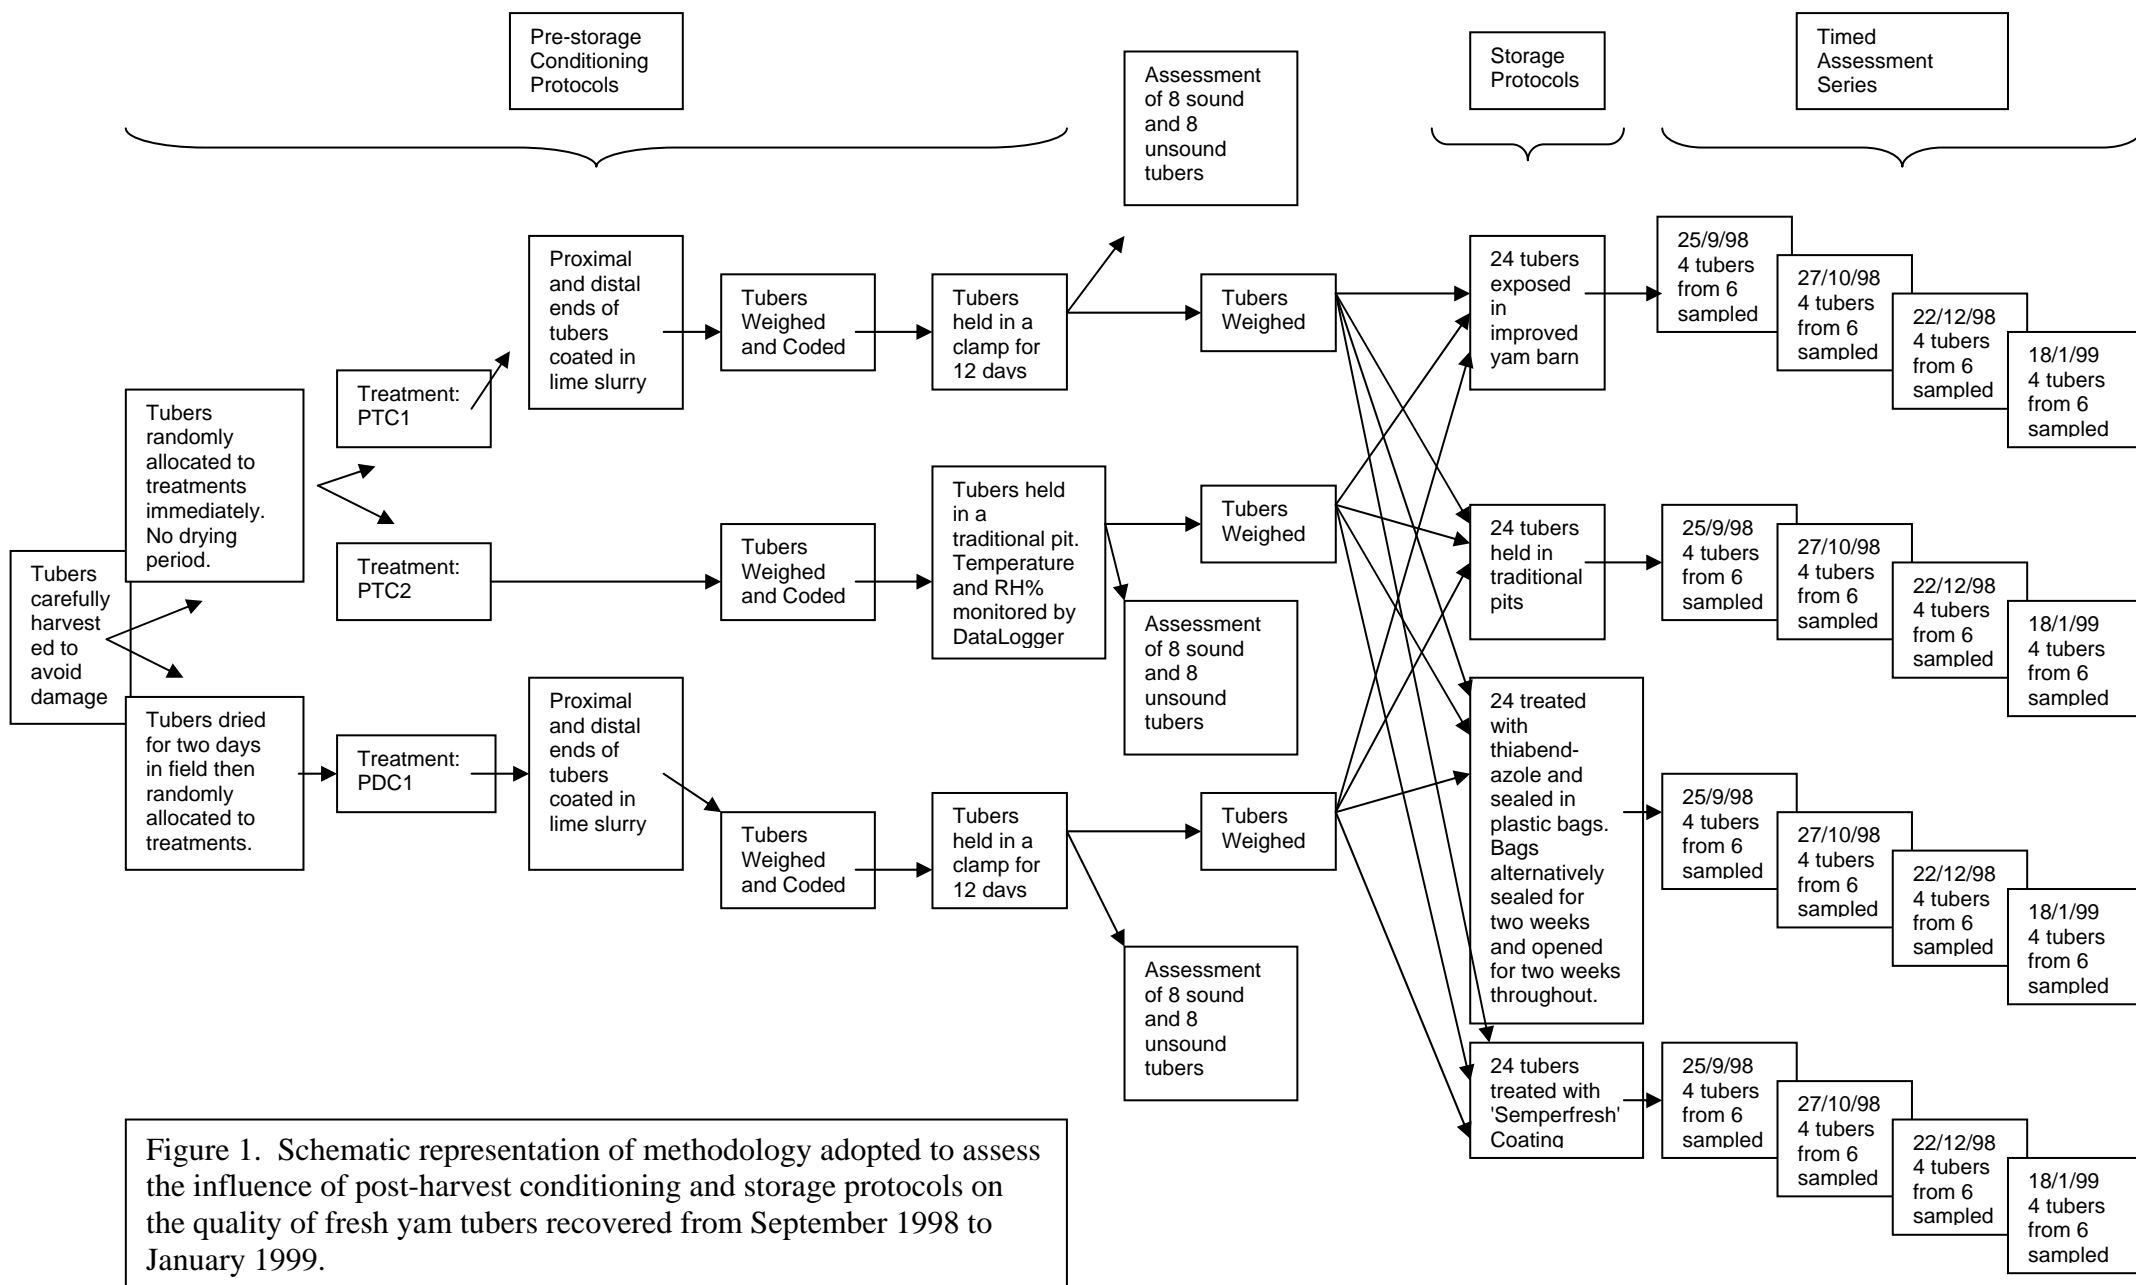 Pre-storage
Conditioning
Protocols
Assessment
of 8 sound
and 8
unsound
tubers
Storage
Protocols
Timed
Assessment
Series
Tubers
carefully
harvest
ed to
avoid
damage
Tubers
randomly
allocated to
treatments
immediately.
No drying
period.
Tubers dried
for two days
in field then
randomly
allocated to
treatments.
Treatment:
PTC1
Treatment:
PTC2
Treatment:
PDC1
Proximal
and distal
ends of
tubers
coated in
lime slurry
Proximal
and distal
ends of
tubers
coated in
lime slurry
Tubers
Weighed
and Coded
Tubers
Weighed
and Coded
Tubers
Weighed
and Coded
Tubers
held in a
clamp for
12 days
Tubers held
in a
traditional pit.
Temperature
and RH%
monitored by
DataLogger
Tubers
held in a
clamp for
12 days
Assessment
of 8 sound
and 8
unsound
tubers
Assessment
of 8 sound
and 8
unsound
tubers
Tubers
Weighed
Tubers
Weighed
Tubers
Weighed
24 tubers
exposed
in
improved
yam barn
25/9/98
4 tubers
from 6
sampled
27/10/98
4 tubers
from 6
sampled
22/12/98
4 tubers
from 6
sampled
18/1/99
4 tubers
from 6
sampled
24 tubers
held in
traditional
pits
25/9/98
4 tubers
from 6
sampled
27/10/98
4 tubers
from 6
sampled
22/12/98
4 tubers
from 6
sampled
18/1/99
4 tubers
from 6
sampled
24 treated
with
thiabend-
azole and
sealed in
plastic bags.
Bags
alternatively
sealed for
two weeks
and opened
for two weeks
throughout.
25/9/98
4 tubers
from 6
sampled
27/10/98
4 tubers
from 6
sampled
22/12/98
4 tubers
from 6
sampled
18/1/99
4 tubers
from 6
sampled
24 tubers
treated with
'Semperfresh'
Coating
25/9/98
4 tubers
from 6
sampled
27/10/98
4 tubers
from 6
sampled
22/12/98
4 tubers
from 6
sampled
18/1/99
4 tubers
from 6
sampled
Figure 1. Schematic representation of methodology adopted to assess
the influence of post-harvest conditioning and storage protocols on
the quality of fresh yam tubers recovered from September 1998 to
January 1999.